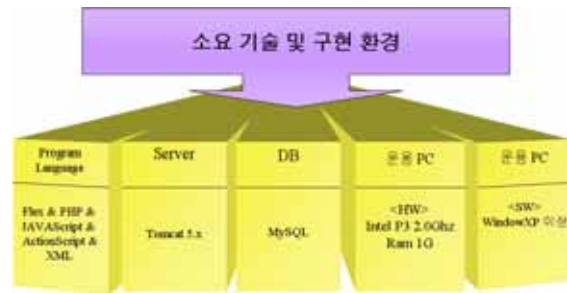 소요 기술 및 구현 환경
Program
Language
Server
DB
운용 PC
운용 PC
Flex & PHP &
JAVAScript &
ActionScript &
XML
Tomcat 5.x
MySQL
<HW>
Intel P3 2.6Ghz
Ram 1G
<SW>
WindowXP 이상